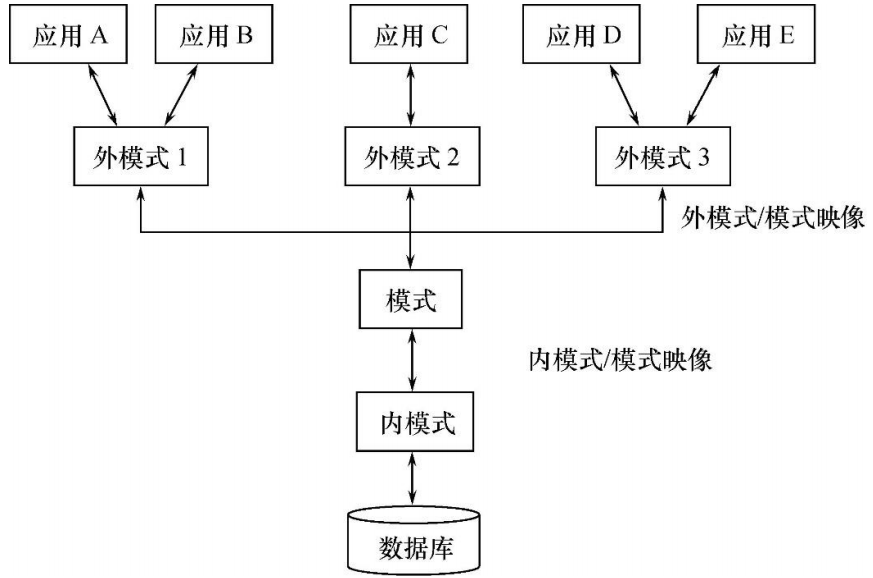 应用 A
应用 B
应用 C
应用 D
应用 E
外模式 1
外模式 2
外模式 3
外模式/模式映像
模式
内模式/模式映像
内模式
数据库